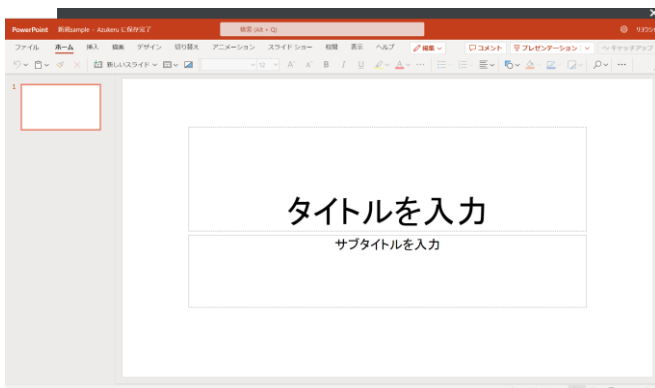 PowerPoint 新規sample - Azukeru に保存完了 検索 (Alt + Q)
ファイル ホーム 挿入 描画 デザイン 切り替え アニメーション スライド ショー 校閲 表示 ヘルプ 編集 コメント プレゼンテーション キャッチアップ
新しいスライド 12 A A B I U A
1
タイトルを入力
サブタイトルを入力